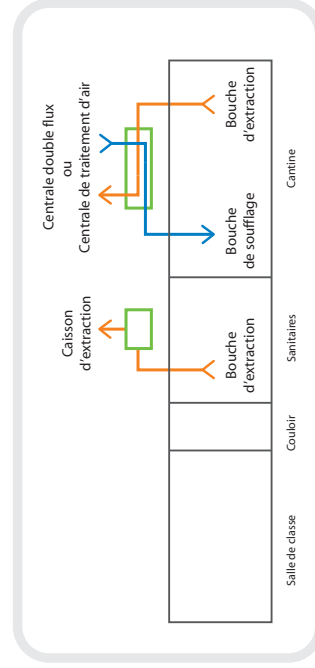 Centrale double flux
ou
Centrale de traitement d'air
Caisson
d'extraction
Bouche
d'extraction
Bouche
de soufflage
Bouche
d'extraction
Salle de classe
Couloir
Sanitaires
Cantine